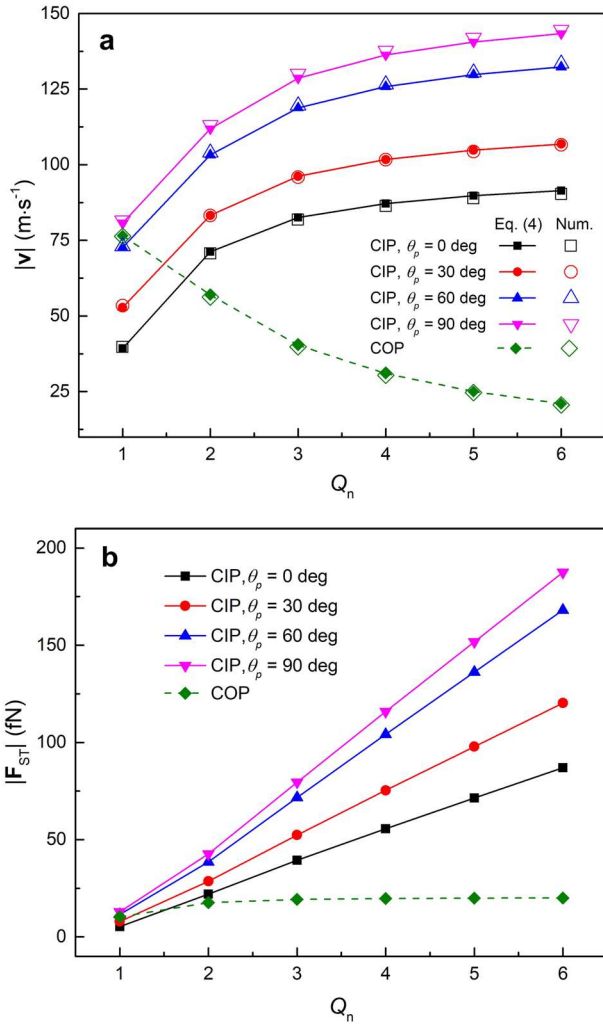 150
a
125
100
75
50
25
|v| (m·s⁻¹)
Eq. (4) Num.
CIP, θp = 0 deg
CIP, θp = 30 deg
CIP, θp = 60 deg
CIP, θp = 90 deg
COP
1 2 3 4 5 6
Qn
200
b
150
100
50
0
|FST| (fN)
CIP, θp = 0 deg
CIP, θp = 30 deg
CIP, θp = 60 deg
CIP, θp = 90 deg
COP
1 2 3 4 5 6
Qn